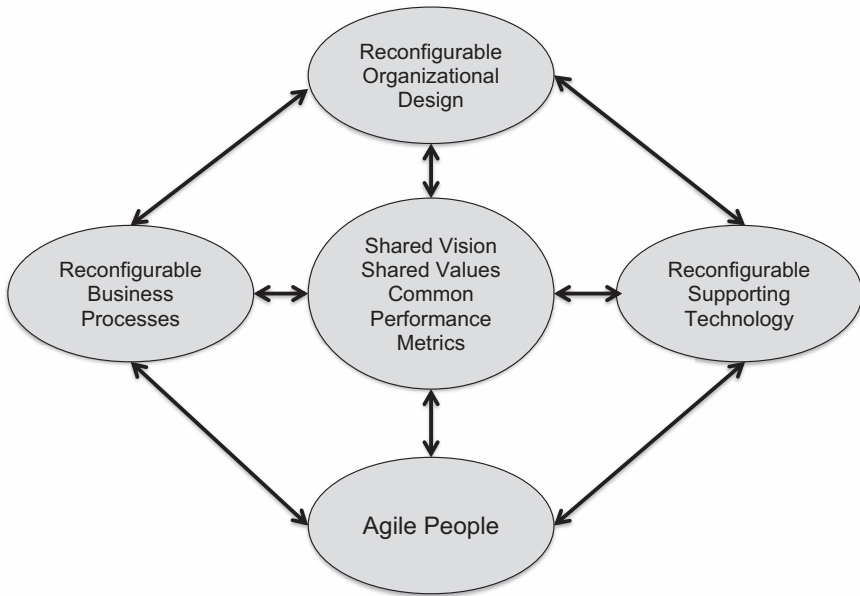 Reconfigurable
Organizational
Design
Reconfigurable
Business
Processes
Shared Vision
Shared Values
Common
Performance
Metrics
Reconfigurable
Supporting
Technology
Agile People